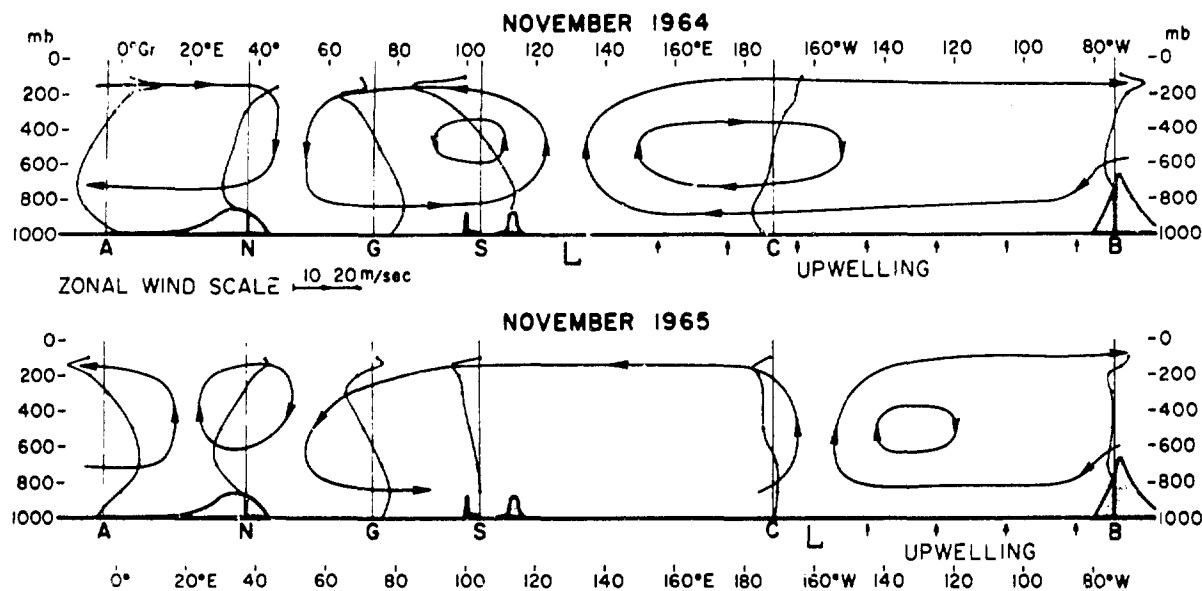 NOVEMBER 1964
mb 0°Gr 20°E 40° 60 80 100 120 160°E 180 160°W 140 120 100 80°W mb
0- -0
200- -200
400- -400
600- -600
800- -800
1000 1000
A N G S L C B
UPWELLING
ZONAL WIND SCALE 10 20 m/sec
NOVEMBER 1965
0- -0
200- -200
400- -400
600- -600
800- -800
1000 1000
A N G S C L B
UPWELLING
0° 20°E 40 60 80 100 120 140 160°E 180 160°W 140 120 100 80°W